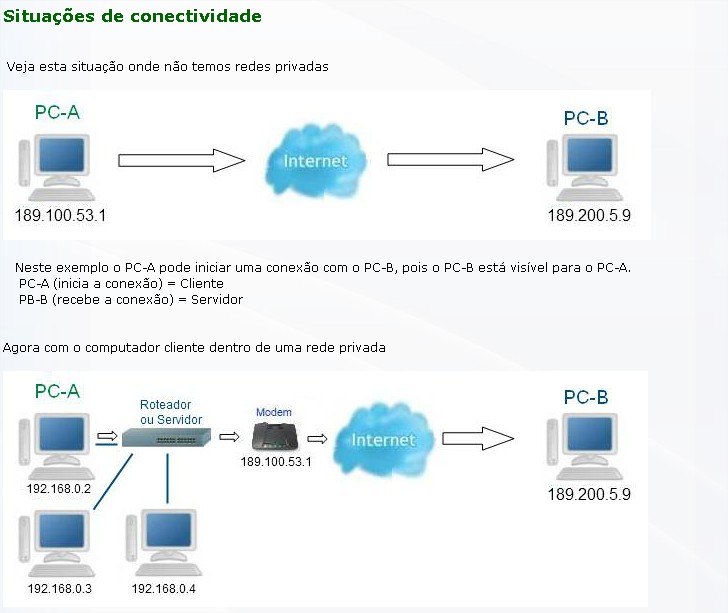 Situações de conectividade
Veja esta situação onde não temos redes privadas
PC-A
PC-B
Internet
189.100.53.1
189.200.5.9
Neste exemplo o PC-A pode iniciar uma conexão com o PC-B, pois o PC-B está visível para o PC-A.
PC-A (inicia a conexão) = Cliente
PB-B (recebe a conexão) = Servidor
Agora com o computador cliente dentro de uma rede privada
PC-A
Roteador
ou Servidor
Modem
PC-B
Internet
192.168.0.2
189.100.53.1
189.200.5.9
192.168.0.3
192.168.0.4